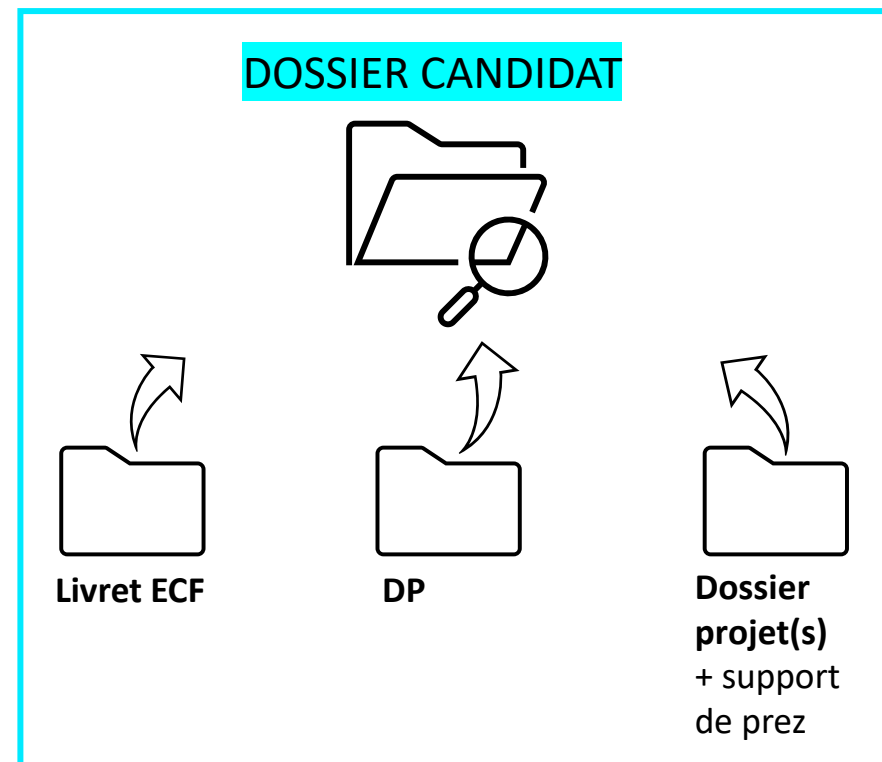 DOSSIER CANDIDAT
Livret ECF
DP
Dossier
projet(s)
+ support
de prez